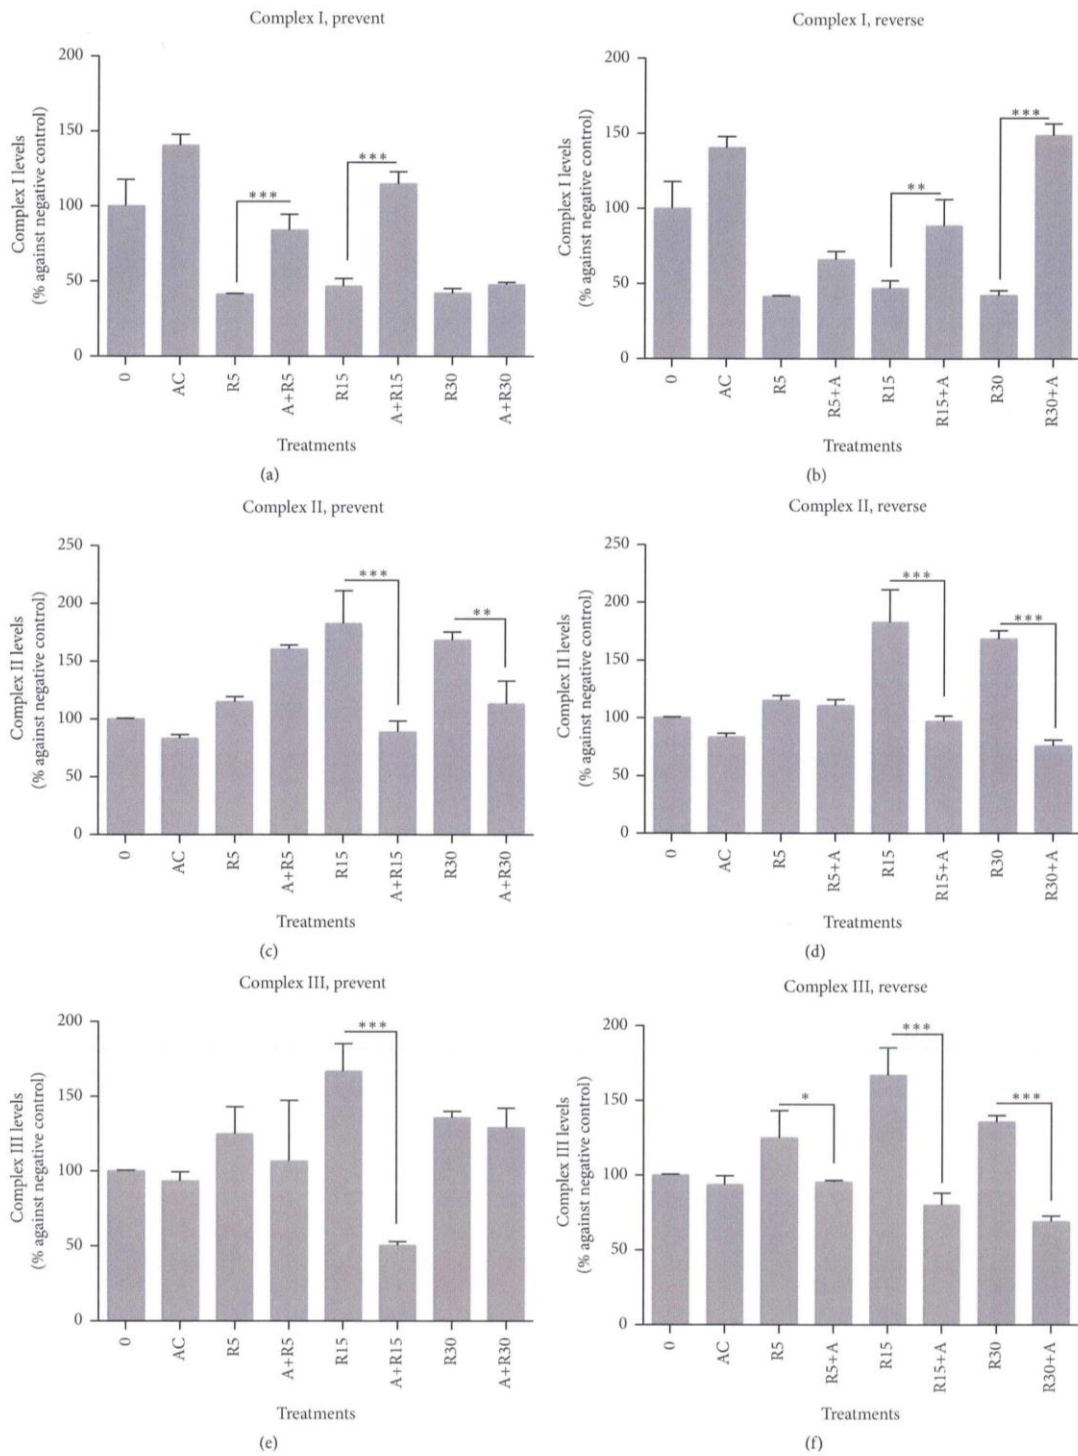 Complex I, prevent
Complex I levels
(% against negative control)
200
150
100
50
0
***
***
0
AC
R5
A+R5
R15
A+R15
R30
A+R30
Treatments
(a)
Complex I, reverse
Complex I levels
(% against negative control)
200
150
100
50
0
**
***
0
AC
R5
R5+A
R15
R15+A
R30
R30+A
Treatments
(b)
Complex II, prevent
Complex II levels
(% against negative control)
250
200
150
100
50
0
***
**
0
AC
R5
A+R5
R15
A+R15
R30
A+R30
Treatments
(c)
Complex II, reverse
Complex II levels
(% against negative control)
250
200
150
100
50
0
***
***
0
AC
R5
R5+A
R15
R15+A
R30
R30+A
Treatments
(d)
Complex III, prevent
Complex III levels
(% against negative control)
200
150
100
50
0
***
0
AC
R5
A+R5
R15
A+R15
R30
A+R30
Treatments
(e)
Complex III, reverse
Complex III levels
(% against negative control)
200
150
100
50
0
*
***
***
0
AC
R5
R5+A
R15
R15+A
R30
R30+A
Treatments
(f)